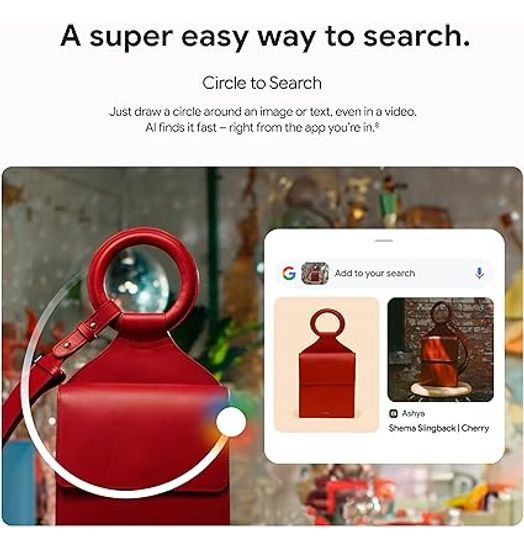 A super easy way to search.
Circle to Search
Just draw a circle around an image or text, even in a video.
AI finds it fast – right from the app you're in.⁸
Add to your search
Ashya
Shema Slingback | Cherry